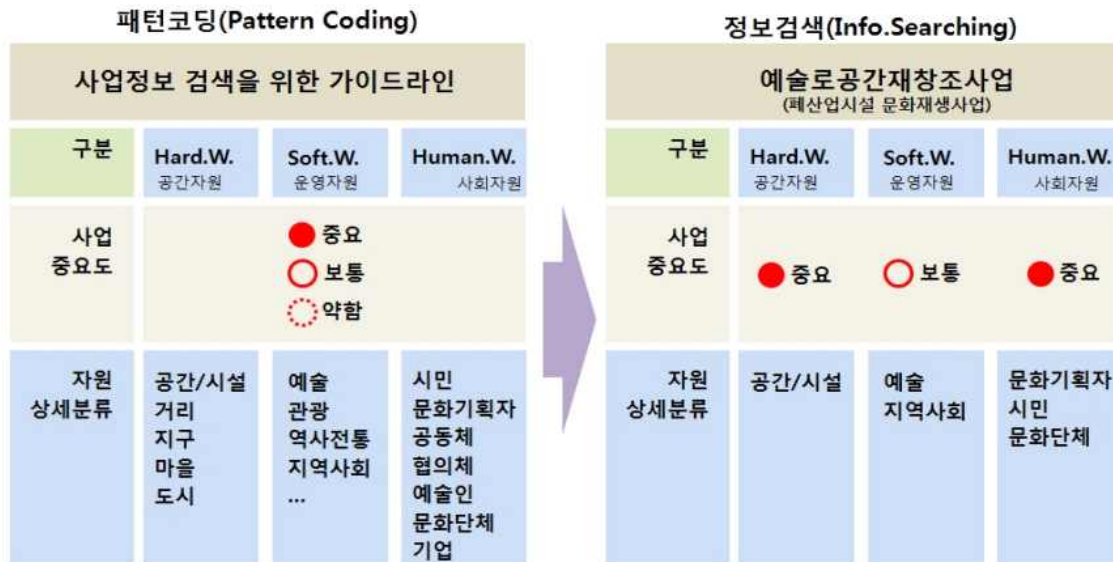 패턴코딩(Pattern Coding)
사업정보 검색을 위한 가이드라인
구분
Hard.W.
공간자원
Soft.W.
운영자원
Human.W.
사회자원
사업
중요도
중요
보통
약함
자원
상세분류
공간/시설
거리
지구
마을
도시
예술
관광
역사전통
지역사회
...
시민
문화기획자
공동체
협의체
예술인
문화단체
기업
정보검색(Info.Searching)
예술로공간재창조사업
(폐산업시설 문화재생사업)
구분
Hard.W.
공간자원
Soft.W.
운영자원
Human.W.
사회자원
사업
중요도
중요
보통
중요
자원
상세분류
공간/시설
예술
지역사회
문화기획자
시민
문화단체